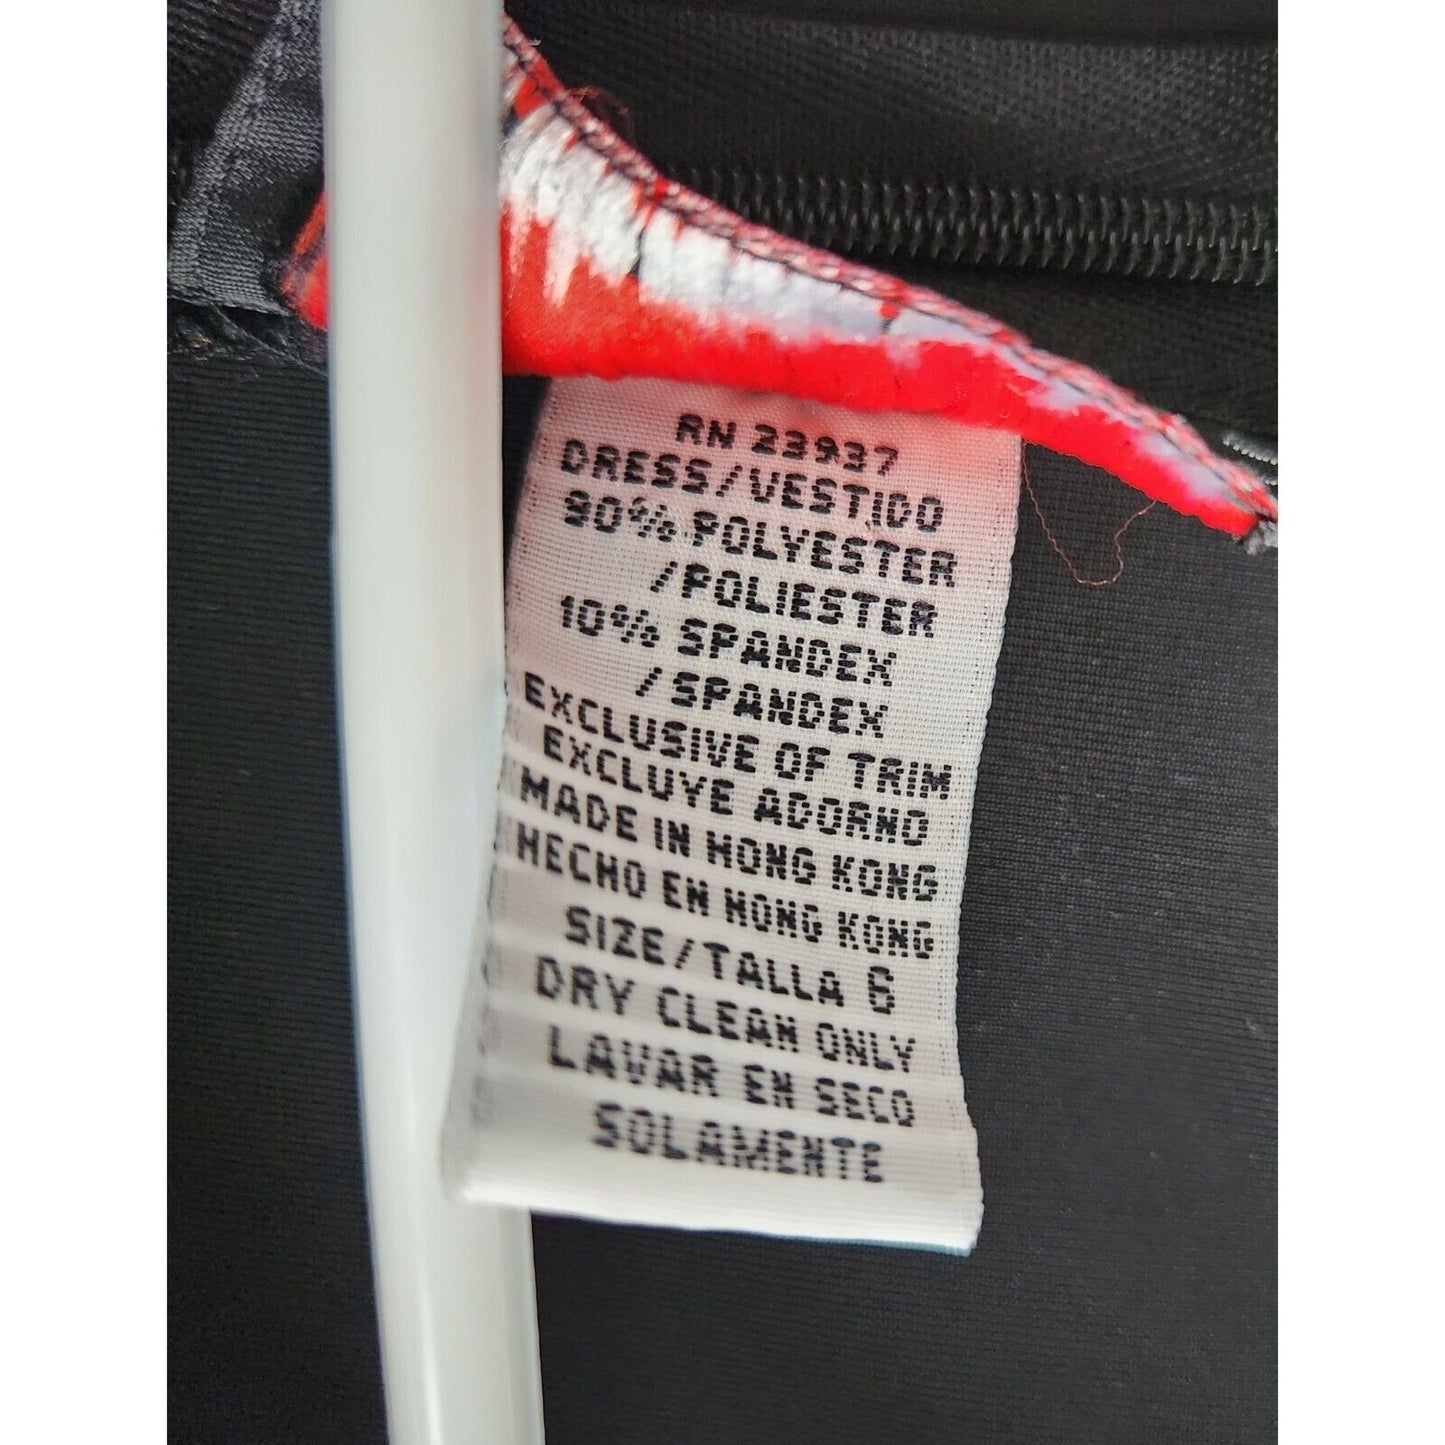 RN 23937
DRESS/VESTIDO
90% POLYESTER
/POLIESTER
10% SPANDEX
/SPANDEX
EXCLUSIVE OF TRIM
EXCLUYE ADORNO
MADE IN HONG KONG
HECHO EN HONG KONG
SIZE/TALLA 6
DRY CLEAN ONLY
LAVAR EN SECO
SOLAMENTE